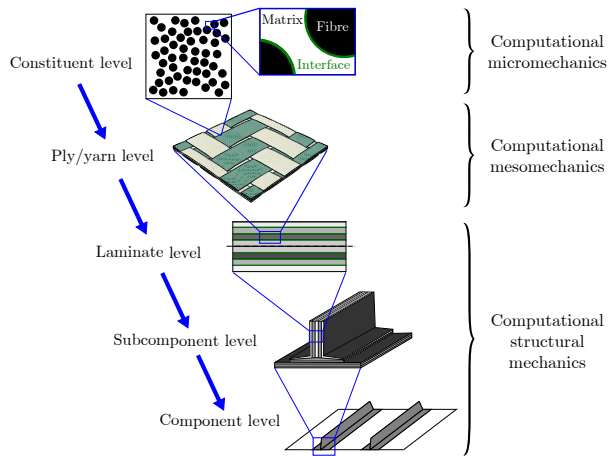 Matrix
Fibre
Interface
Constituent level
Computational
micromechanics
Ply/yarn level
Computational
mesomechanics
Laminate level
Subcomponent level
Computational
structural
mechanics
Component level